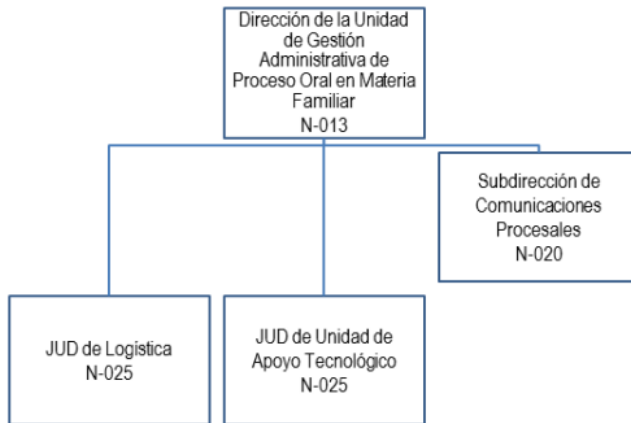 Dirección de la Unidad
de Gestión
Administrativa de
Proceso Oral en Materia
Familiar
N-013
Subdirección de
Comunicaciones
Procesales
N-020
JUD de Logística
N-025
JUD de Unidad de
Apoyo Tecnológico
N-025